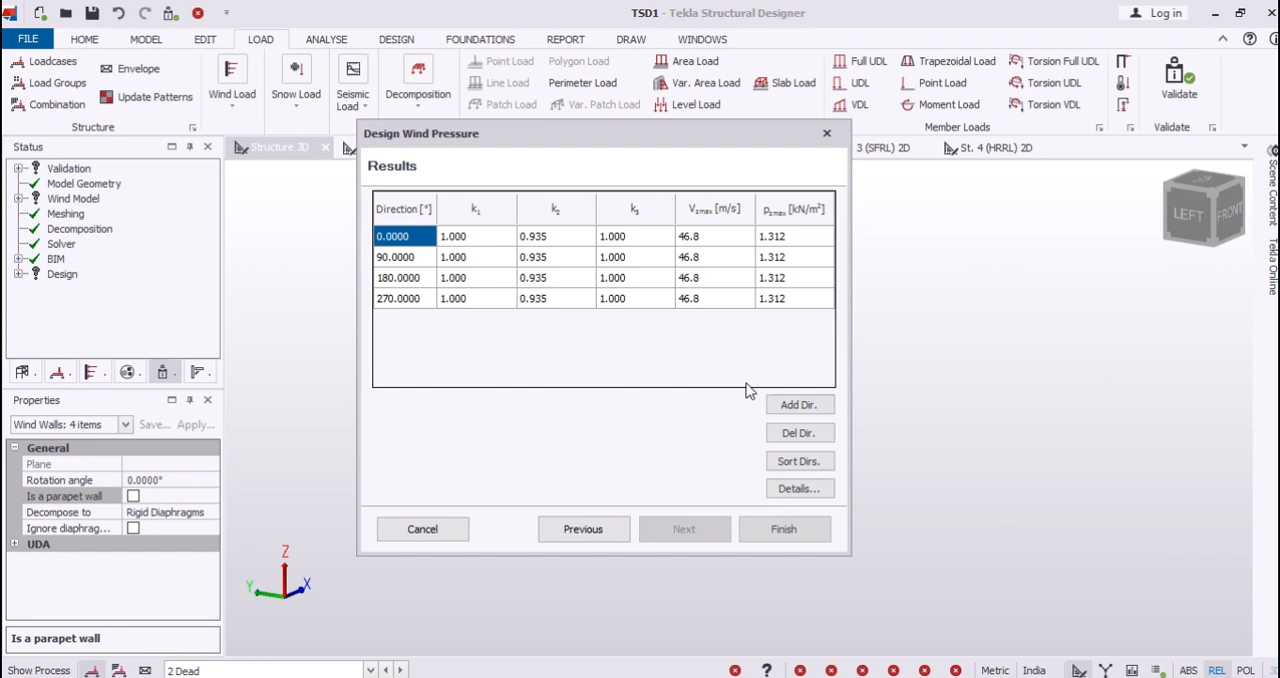 TSD1 - Tekla Structural Designer
Log in
FILE HOME MODEL EDIT LOAD ANALYSE DESIGN FOUNDATIONS REPORT DRAW WINDOWS
Loadcases
Load Groups
Combination
Envelope
Update Patterns
Structure
Wind Load
Snow Load
Seismic Load
Decomposition
Point Load
Line Load
Patch Load
Polygon Load
Perimeter Load
Var. Patch Load
Area Load
Var. Area Load
Level Load
Slab Load
Full UDL
UDL
VDL
Trapezoidal Load
Point Load
Moment Load
Torsion Full UDL
Torsion UDL
Torsion VDL
Member Loads
Validate
Validate
Status
Validation
Model Geometry
Wind Model
Meshing
Decomposition
Solver
BIM
Design
Structure 3D
3 (SFRL) 2D
St. 4 (HRRL) 2D
LEFT
FRONT
Scene Content
Tekla Online
Design Wind Pressure
Results
Direction [°] k1 k2 k3 Vzmax [m/s] pzmax [kN/m²]
0.0000 1.000 0.935 1.000 46.8 1.312
90.0000 1.000 0.935 1.000 46.8 1.312
180.0000 1.000 0.935 1.000 46.8 1.312
270.0000 1.000 0.935 1.000 46.8 1.312
Add Dir.
Del Dir.
Sort Dirs.
Details...
Cancel Previous Next Finish
Properties
Wind Walls: 4 items Save... Apply...
General
Plane
Rotation angle 0.0000°
Is a parapet wall
Decompose to Rigid Diaphragms
Ignore diaphrag...
UDA
Is a parapet wall
Z
Y
X
Show Process
2 Dead
Metric India ABS REL POL